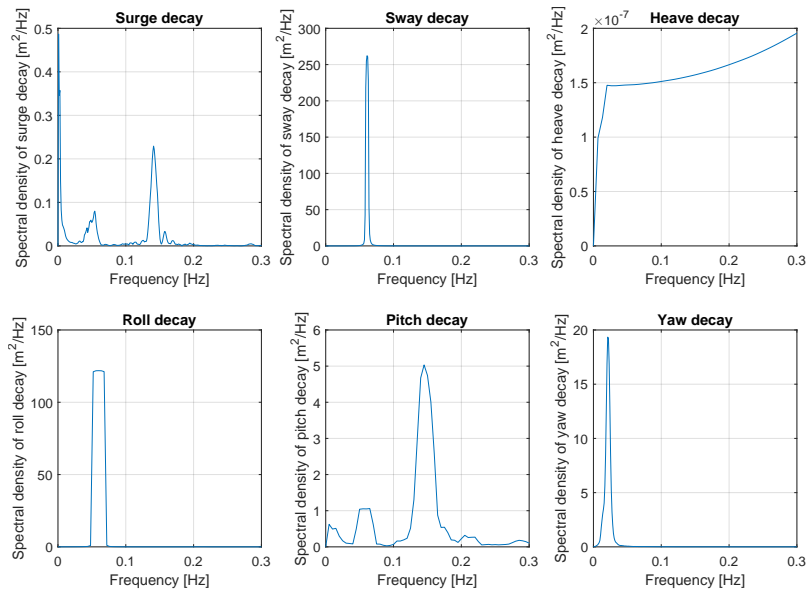 Surge decay
Spectral density of surge decay [m²/Hz]
0.5
0.4
0.3
0.2
0.1
0
0 0.1 0.2 0.3
Frequency [Hz]
Sway decay
Spectral density of sway decay [m²/Hz]
300
250
200
150
100
50
0
0 0.1 0.2 0.3
Frequency [Hz]
Heave decay
×10⁻⁷
Spectral density of heave decay [m²/Hz]
2
1.5
1
0.5
0
0 0.1 0.2 0.3
Frequency [Hz]
Roll decay
Spectral density of roll decay [m²/Hz]
150
100
50
0
0 0.1 0.2 0.3
Frequency [Hz]
Pitch decay
Spectral density of pitch decay [m²/Hz]
6
5
4
3
2
1
0
0 0.1 0.2 0.3
Frequency [Hz]
Yaw decay
Spectral density of yaw decay [m²/Hz]
20
15
10
5
0
0 0.1 0.2 0.3
Frequency [Hz]